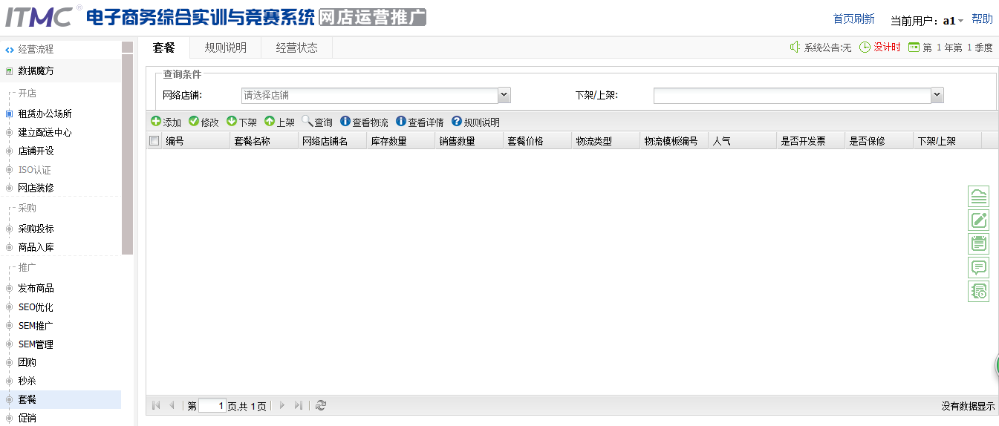 ITMC® 电子商务综合实训与竞赛系统 网店运营推广
首页刷新 当前用户：a1 帮助
经营流程
数据魔方
开店
租赁办公场所
建立配送中心
店铺开设
ISO认证
网店装修
采购
采购投标
商品入库
推广
发布商品
SEO优化
SEM推广
SEM管理
团购
秒杀
套餐
促销
套餐 规则说明 经营状态
系统公告:无 没计时 第 1 年第 1 季度
查询条件
网络店铺: 请选择店铺 下架/上架:
添加 修改 下架 上架 查询 查看物流 查看详情 规则说明
编号 套餐名称 网络店铺名 库存数量 销售数量 套餐价格 物流类型 物流模板编号 人气 是否开发票 是否保修 下架/上架
第 1 页,共 1 页 没有数据显示